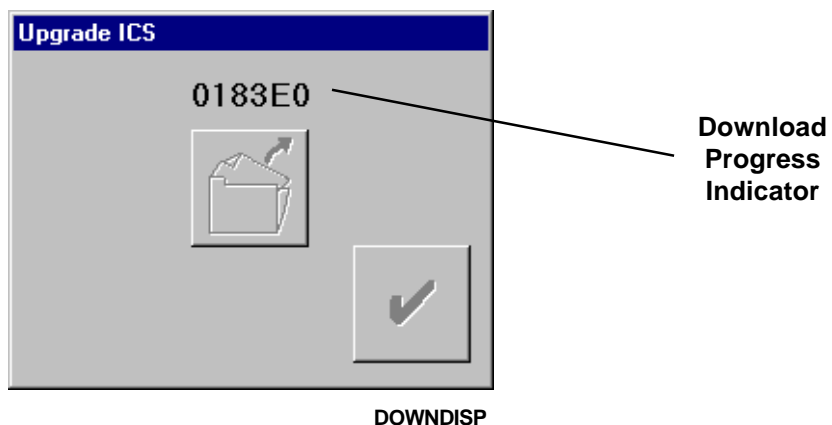 Upgrade ICS
0183E0
Download
Progress
Indicator
DOWNDISP